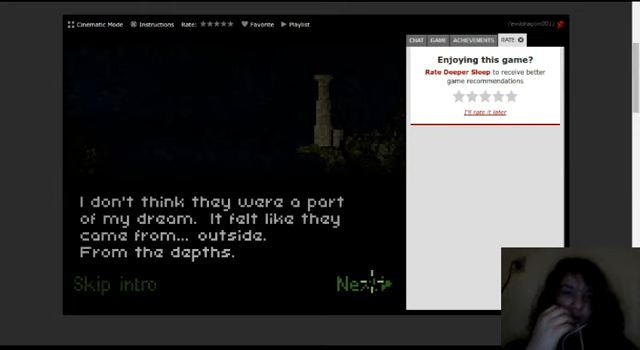 Cinematic Mode Instructions Rate: Favorite Playlist
CHAT GAME ACHIEVEMENTS RATE
Enjoying this game?
Rate Deeper Sleep to receive better
game recommendations
I'll rate it later
I don't think they were a part
of my dream. It felt like they
came from... outside.
From the depths.
Skip intro Next